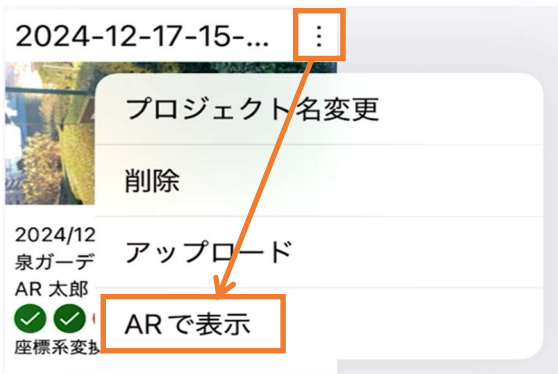 2024-12-17-15-...
プロジェクト名変更
削除
アップロード
ARで表示
2024/12
泉ガーデ
AR 太郎
座標系変換